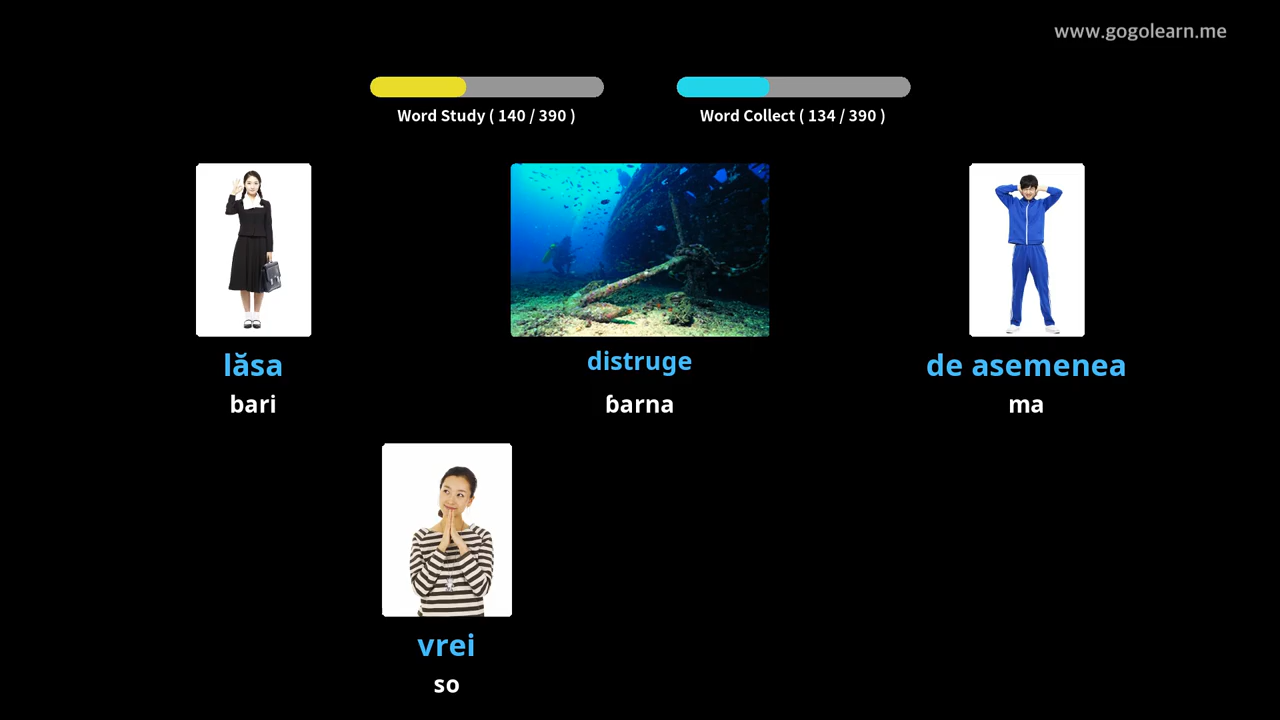 www.gogolearn.me
Word Study ( 140 / 390 )
Word Collect ( 134 / 390 )
lăsa
distruge
de asemenea
bari
ɓarna
ma
vrei
so